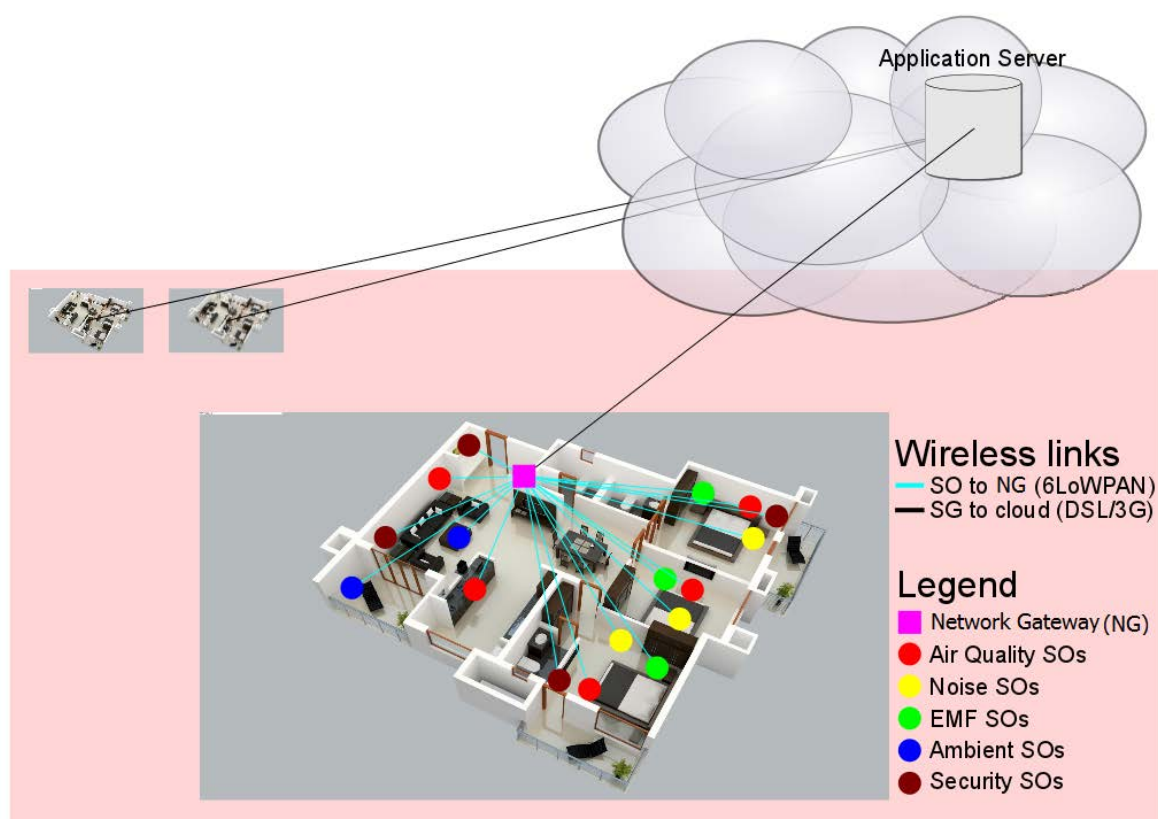 Application Server
Wireless links
SO to NG (6LoWPAN)
SG to cloud (DSL/3G)
Legend
Network Gateway (NG)
Air Quality SOs
Noise SOs
EMF SOs
Ambient SOs
Security SOs